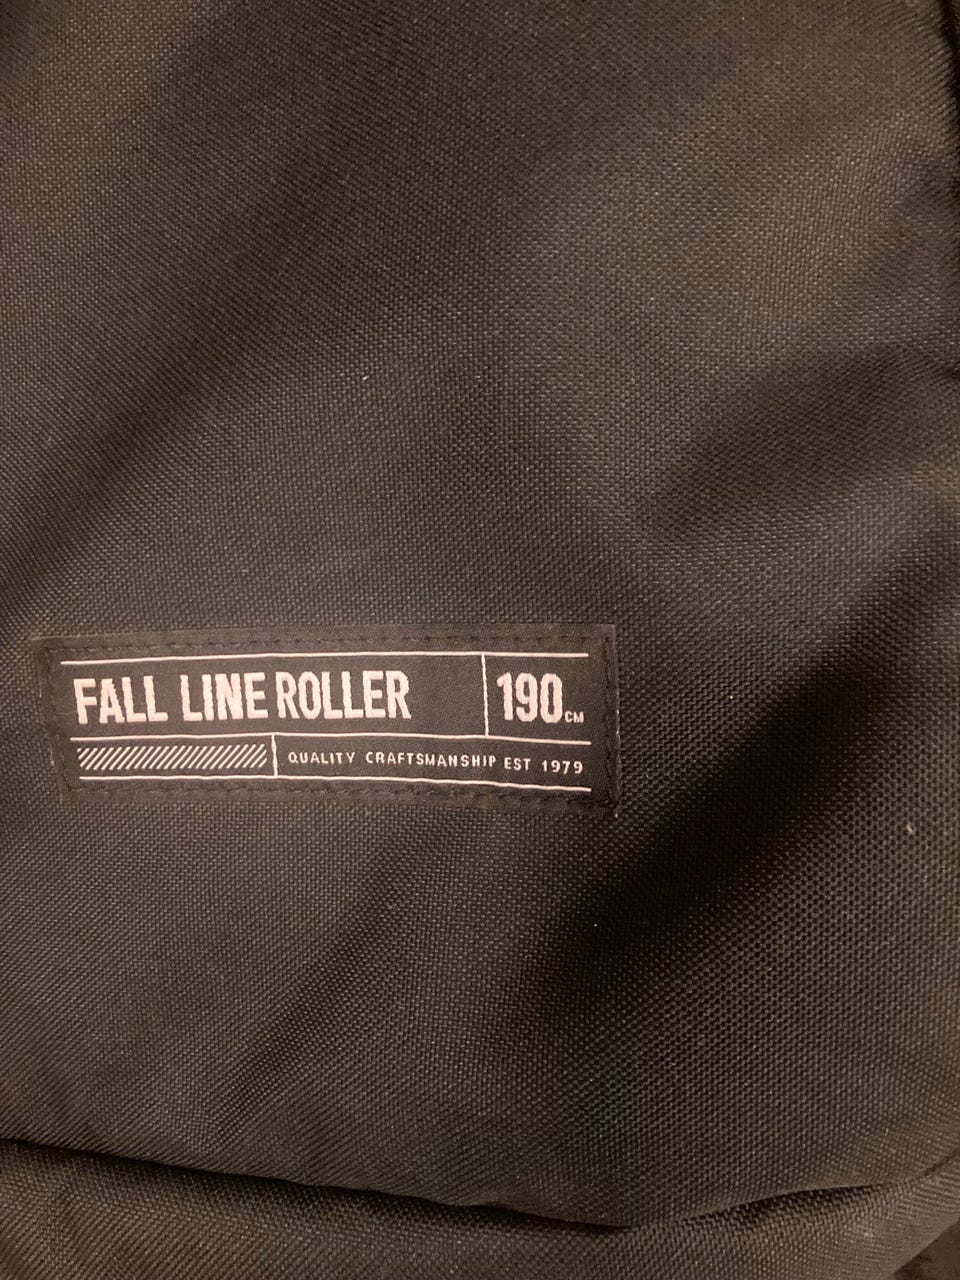 FALL LINE ROLLER 190CM
QUALITY CRAFTSMANSHIP EST 1979